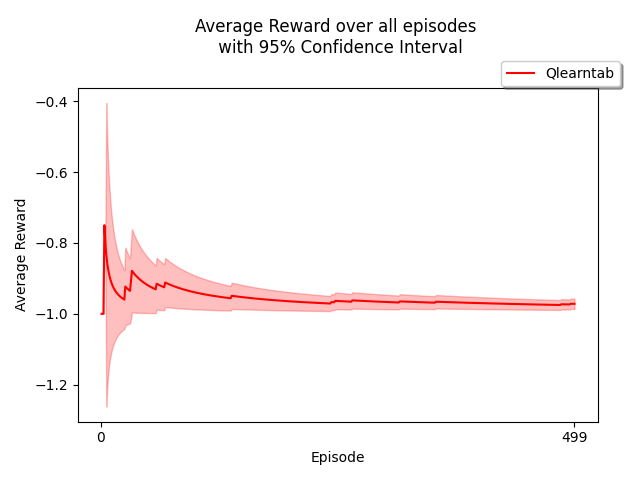 Average Reward over all episodes
with 95% Confidence Interval
Qlearntab
−0.4
−0.6
−0.8
−1.0
−1.2
Average Reward
0
499
Episode